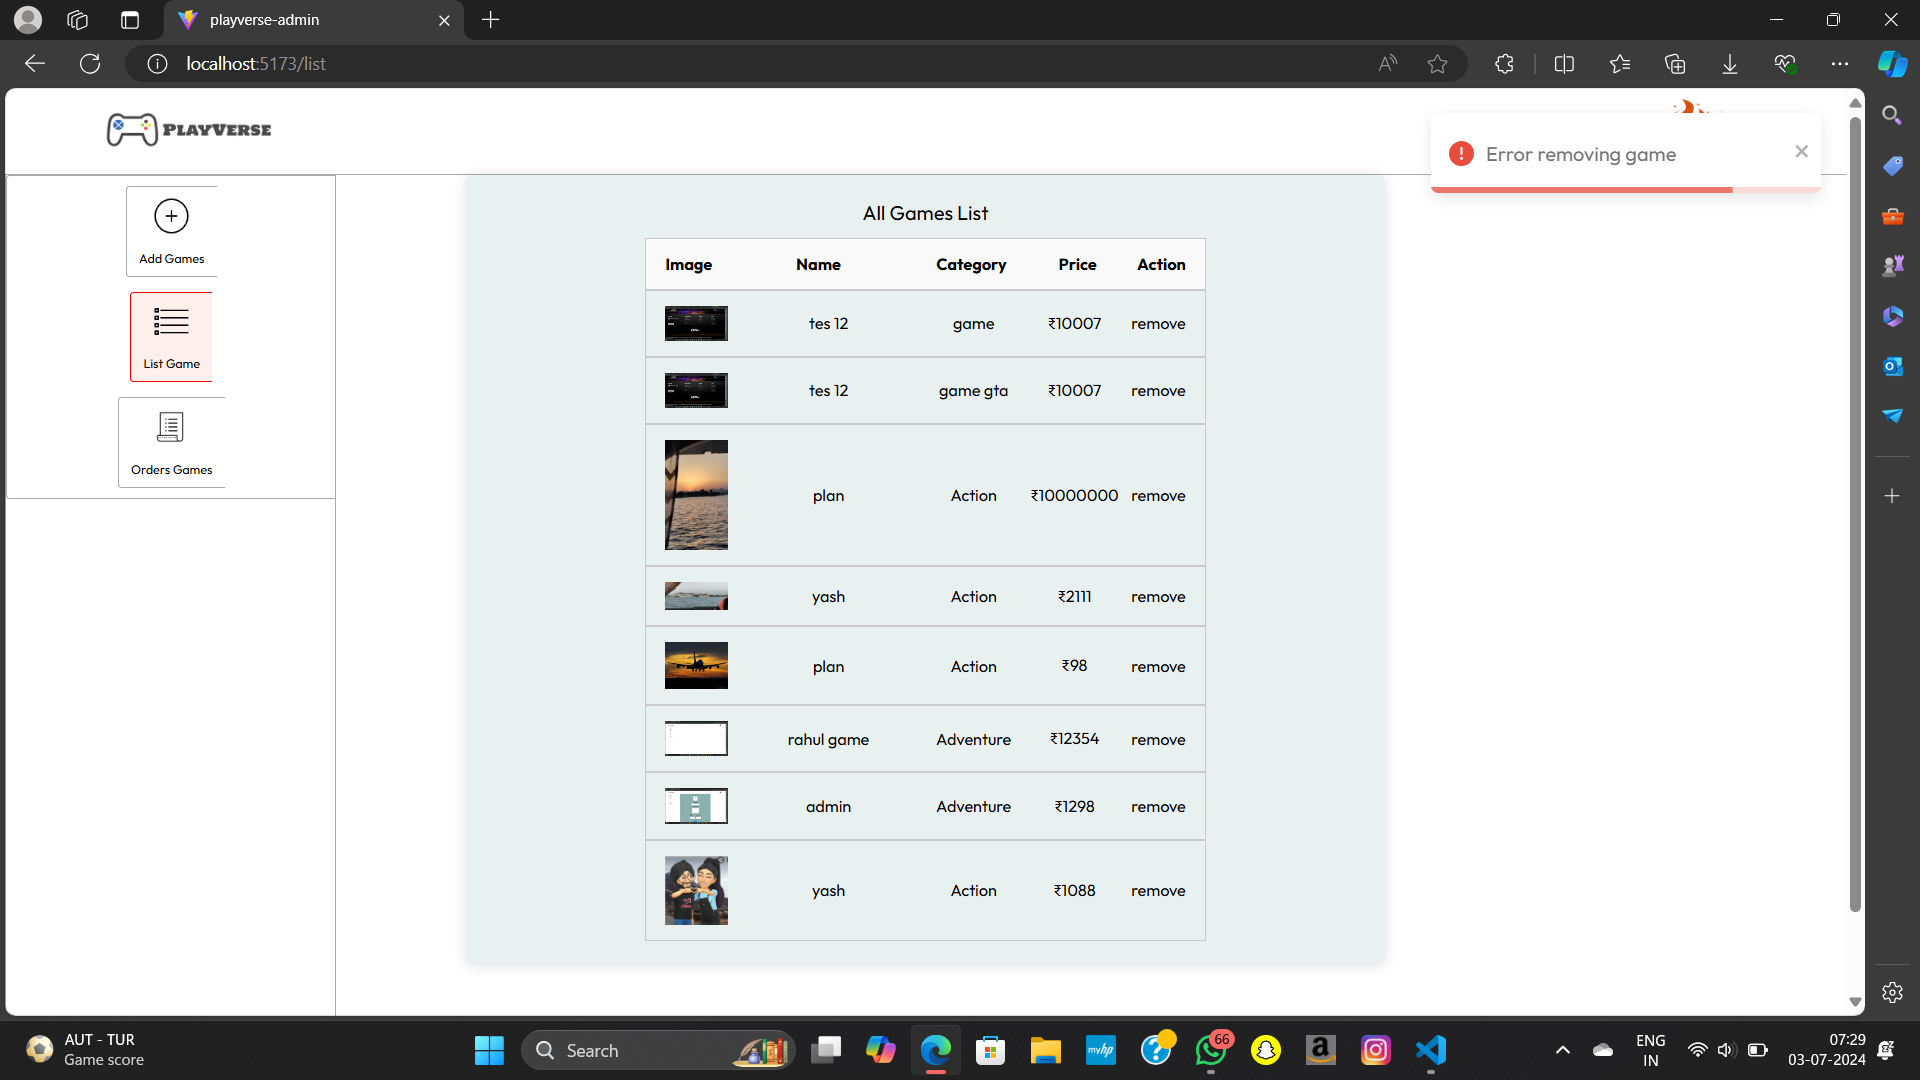 playverse-admin
localhost:5173/list
PLAYVERSE
Error removing game
Add Games
List Game
Orders Games
All Games List
Image Name Category Price Action
tes 12 game ₹10007 remove
tes 12 game gta ₹10007 remove
plan Action ₹10000000 remove
yash Action ₹2111 remove
plan Action ₹98 remove
rahul game Adventure ₹12354 remove
admin Adventure ₹1298 remove
yash Action ₹1088 remove
AUT - TUR
Game score
Search
myhp
66
ENG
IN
07:29
03-07-2024